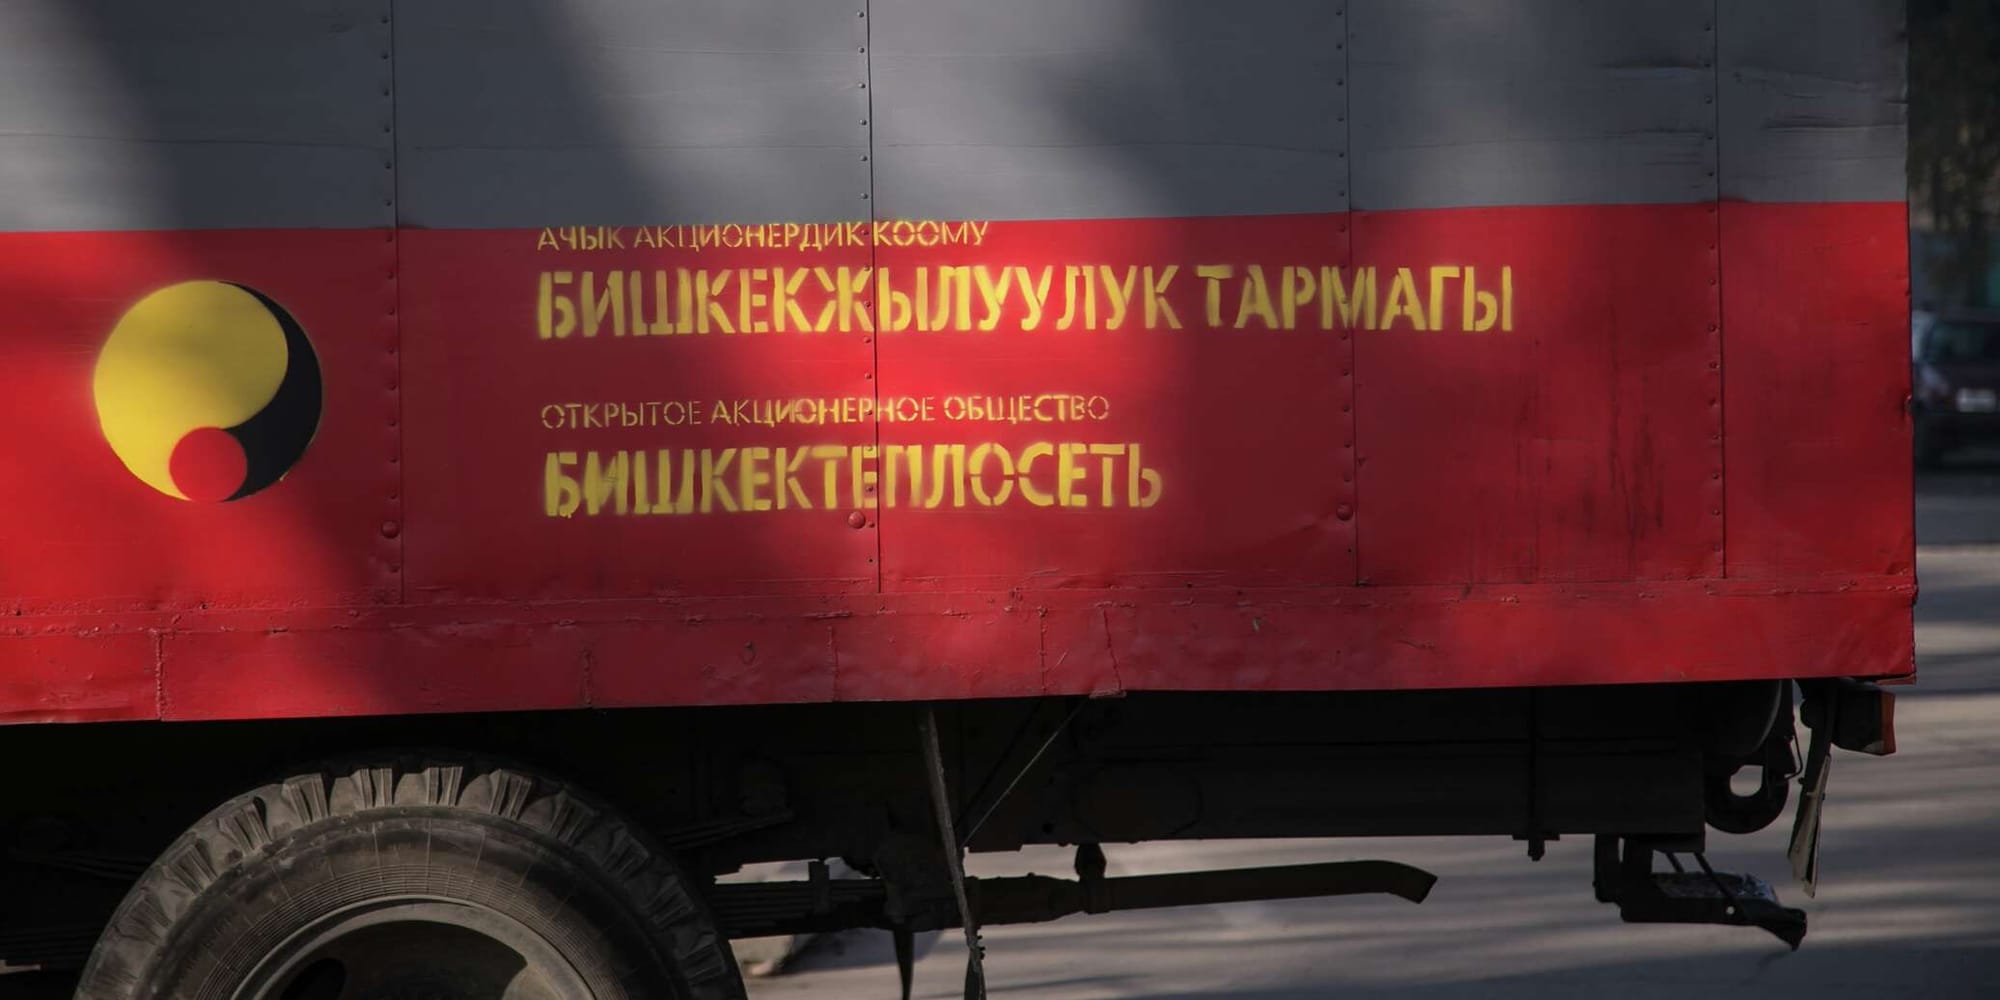 АЧЫК АКЦИОНЕРДИК КООМУ
БИШКЕКЖЫЛУУЛУК ТАРМАГЫ
ОТКРЫТОЕ АКЦИОНЕРНОЕ ОБЩЕСТВО
БИШКЕКТЕПЛОСЕТЬ